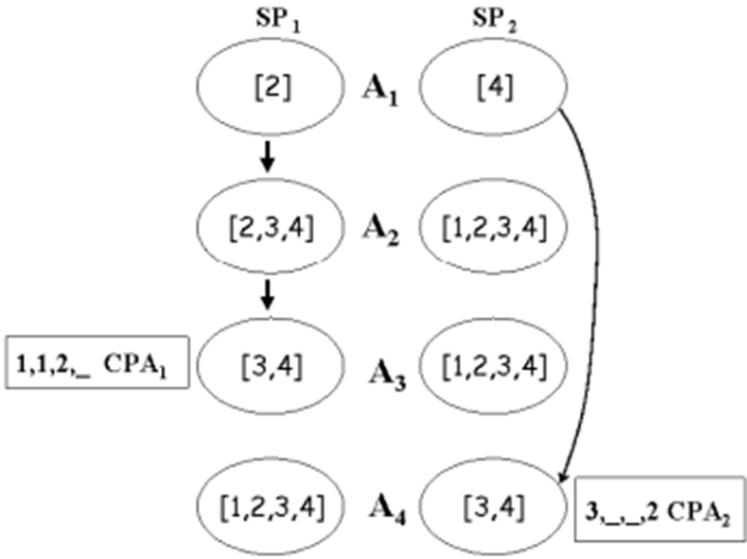 SP₁ SP₂
[2] A₁ [4]
[2,3,4] A₂ [1,2,3,4]
1,1,2,_ CPA₁ [3,4] A₃ [1,2,3,4]
[1,2,3,4] A₄ [3,4] 3,_,_,2 CPA₂